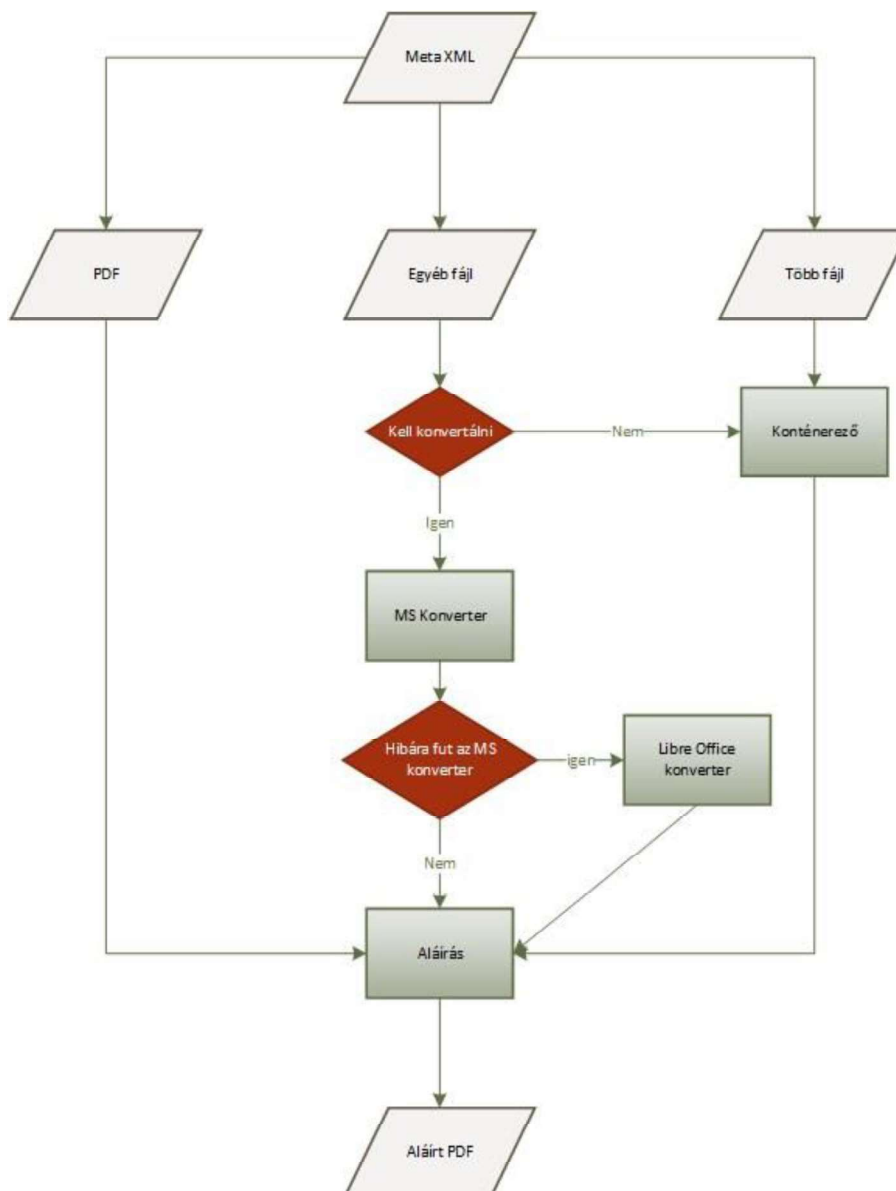 Meta XML
PDF
Egyéb fájl
Több fájl
Kell konvertálni
Nem
Konténerező
Igen
MS Konverter
Hibára fut az MS
konverter
igen
Libre Office
konverter
Nem
Aláírás
Aláírt PDF